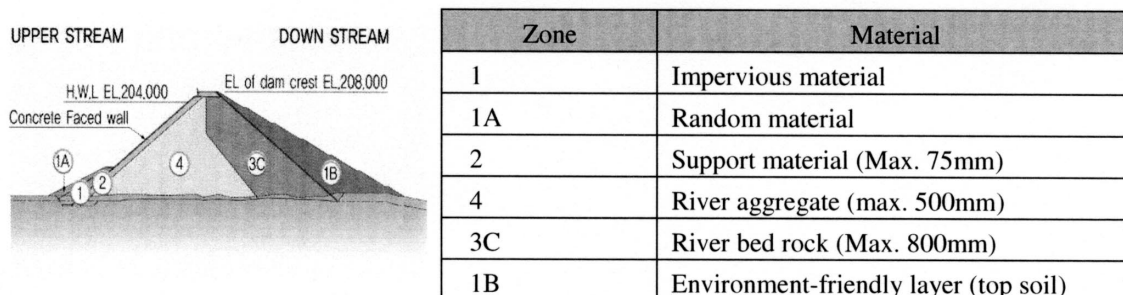 UPPER STREAM DOWN STREAM
H,W,L EL,204,000
EL of dam crest EL,208,000
Concrete Faced wall
1A
1
2
4
3C
1B
Zone Material
1 Impervious material
1A Random material
2 Support material (Max. 75mm)
4 River aggregate (max. 500mm)
3C River bed rock (Max. 800mm)
1B Environment-friendly layer (top soil)